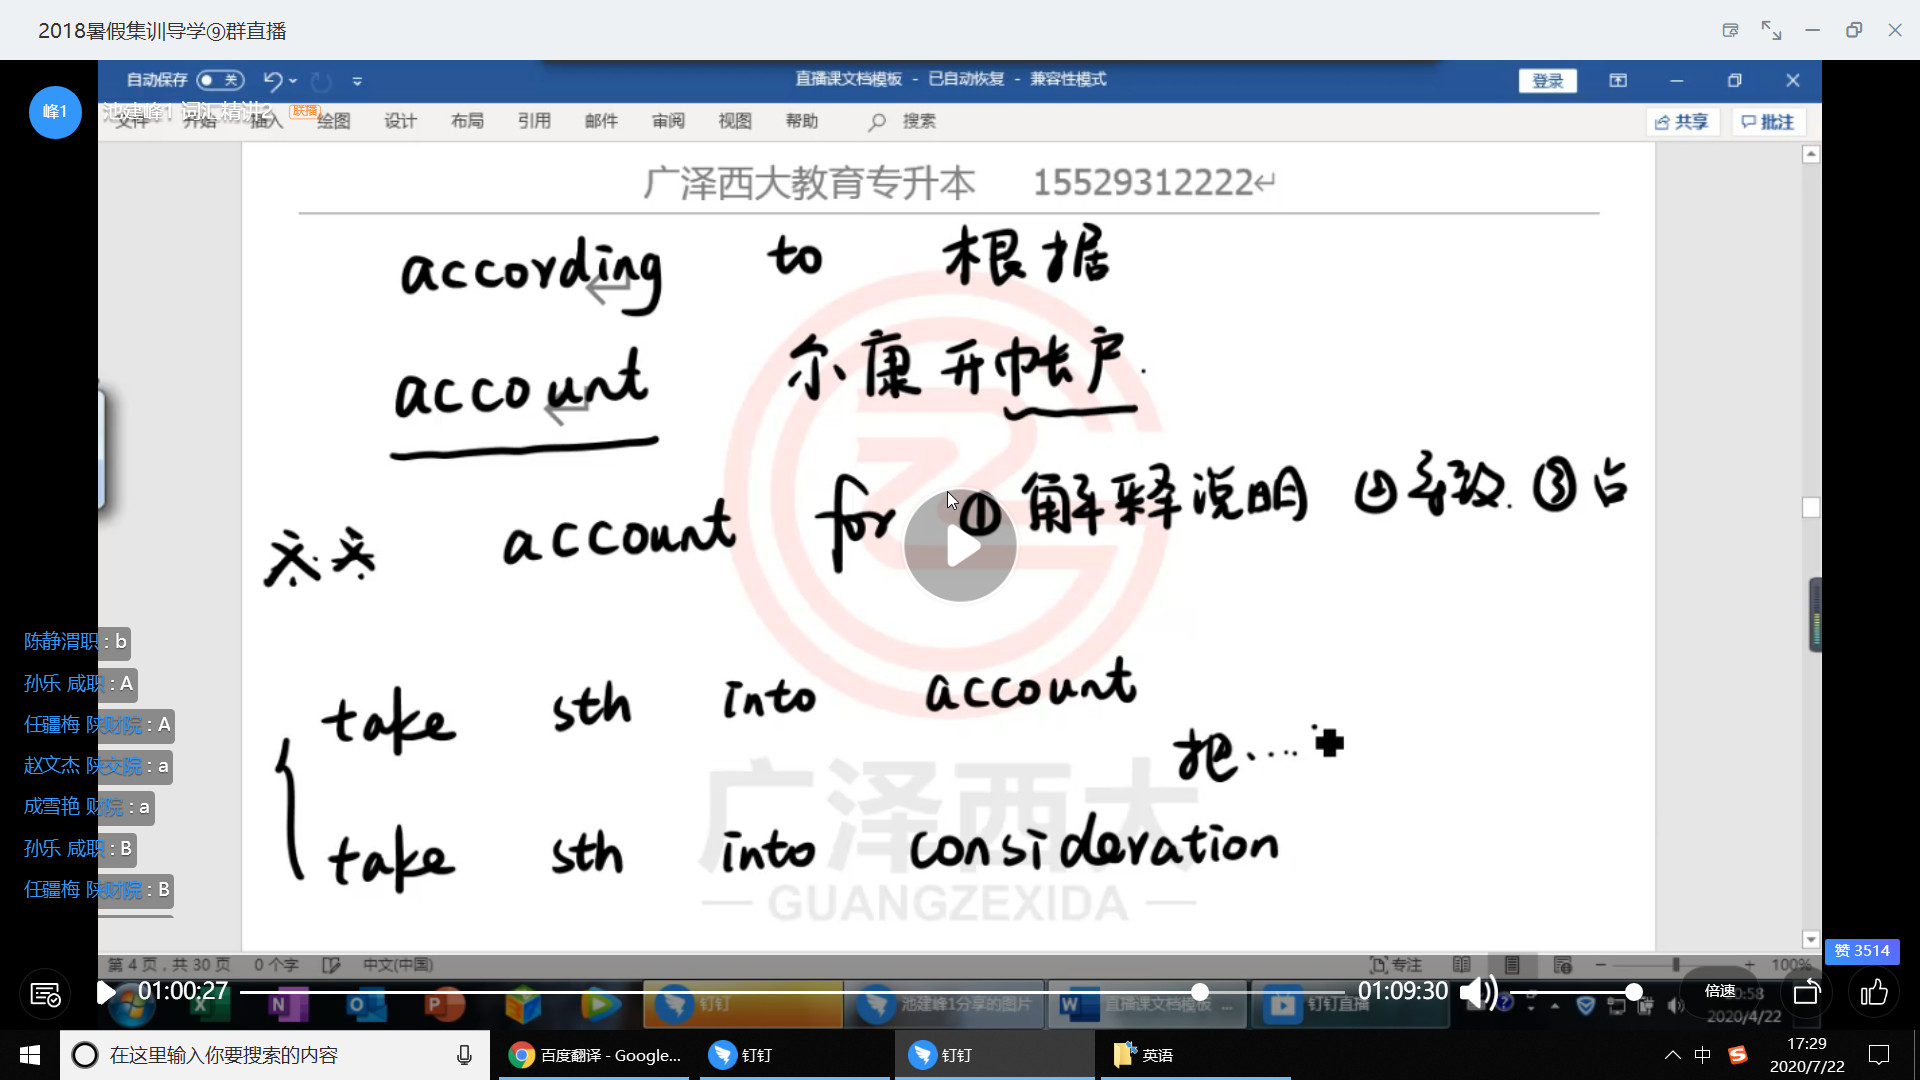 2018暑假集训导学⑨群直播
自动保存 关
直播课文档模板 - 已自动恢复 - 兼容性模式
登录
峰1
池建峰1 词汇精讲2 联播
文件 开始 插入 绘图 设计 布局 引用 邮件 审阅 视图 帮助 搜索
共享 批注
广泽西大教育专升本 15529312222
according to 根据
account 尔康开帐户.
account for ①解释说明 ②导致. ③占
take sth into account
把....
take sth into consideration
广泽西大
GUANGZEXIDA
陈静渭职 : b
孙乐 咸职 : A
任疆梅 陕财院 : A
赵文杰 陕交院 : a
成雪艳 财院 : a
孙乐 咸职 : B
任疆梅 陕财院 : B
赞 3514
第 4 页，共 30 页 0 个字 中文(中国)
专注
100%
01:00:27
01:09:30
倍速
钉钉
池建峰1分享的图片
直播课文档模板 ...
钉钉直播
2020/4/22
在这里输入你要搜索的内容
百度翻译 - Google...
钉钉
钉钉
英语
中
17:29
2020/7/22